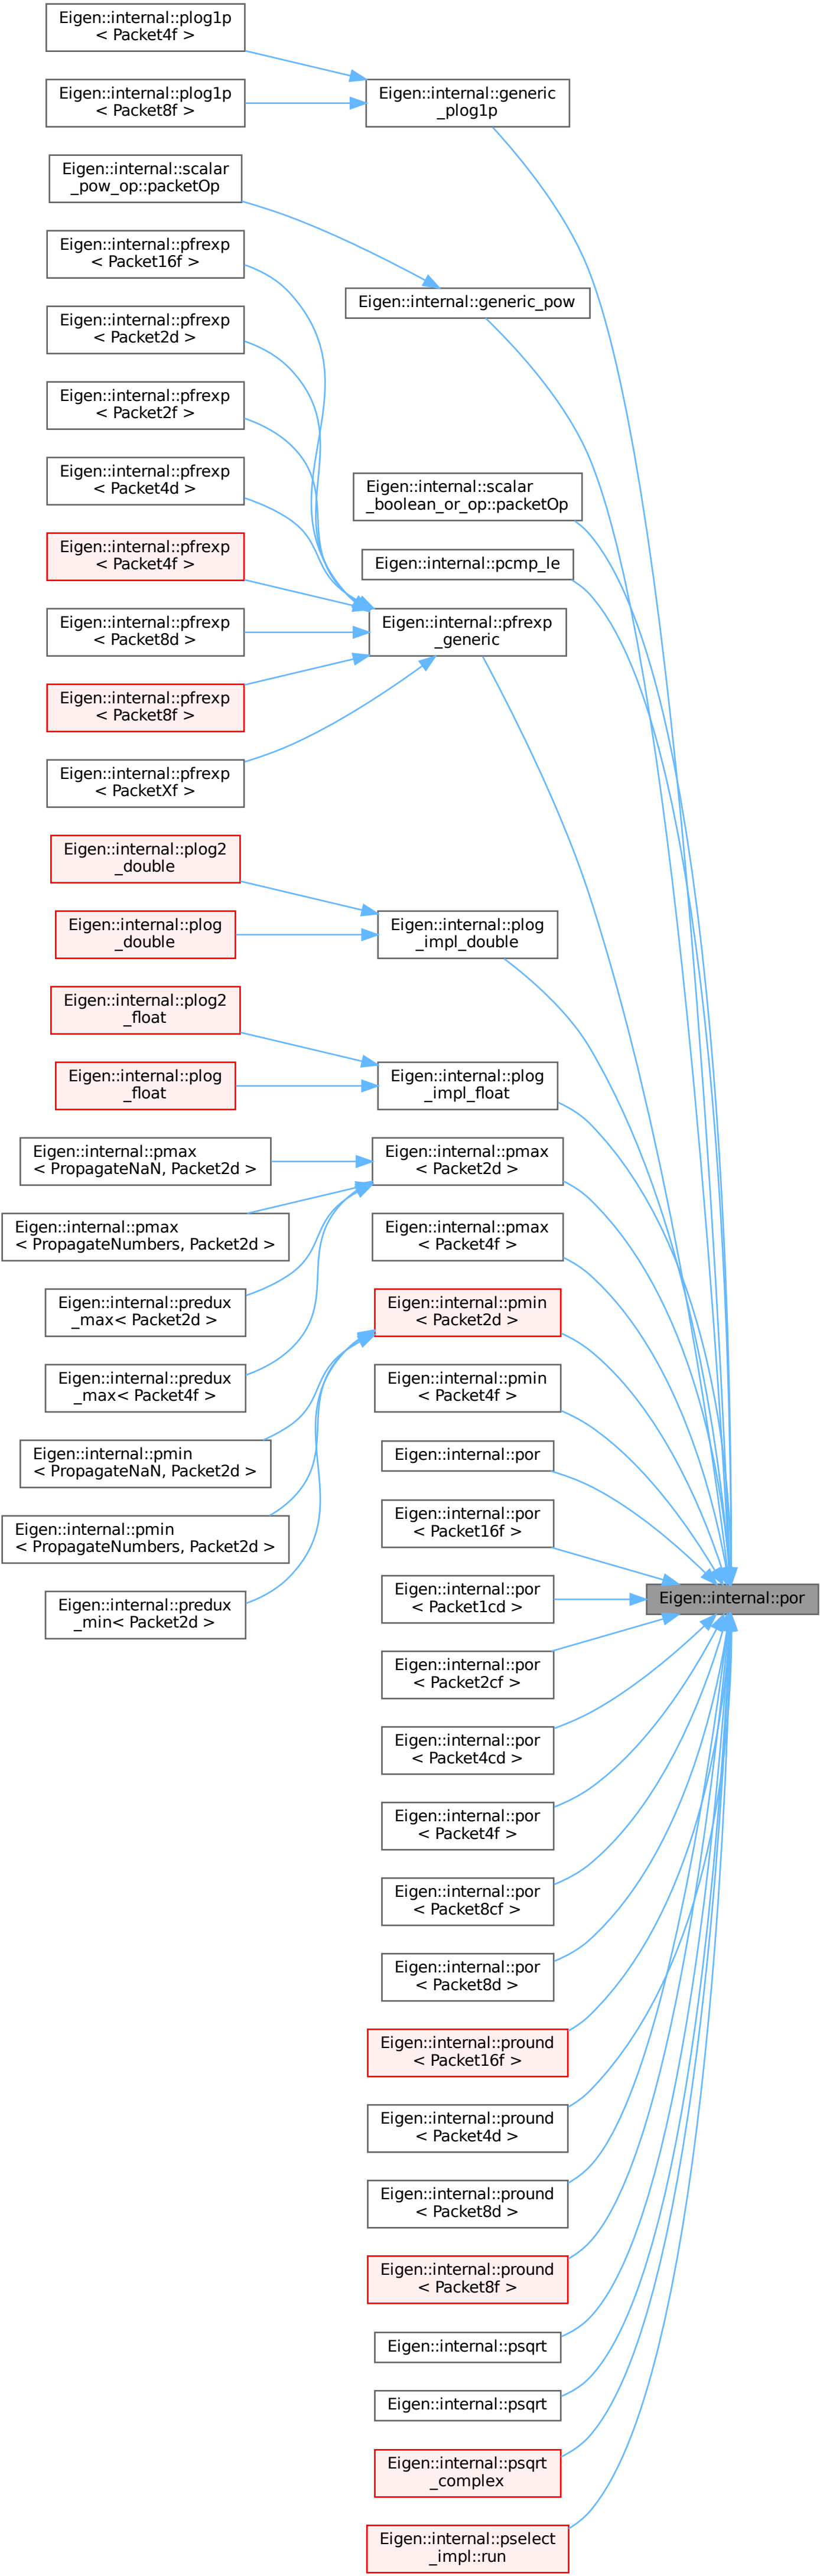 Eigen::internal::plog1p
< Packet4f >
Eigen::internal::plog1p
< Packet8f >
Eigen::internal::scalar
_pow_op::packetOp
Eigen::internal::pfrexp
< Packet16f >
Eigen::internal::pfrexp
< Packet2d >
Eigen::internal::pfrexp
< Packet2f >
Eigen::internal::pfrexp
< Packet4d >
Eigen::internal::pfrexp
< Packet4f >
Eigen::internal::pfrexp
< Packet8d >
Eigen::internal::pfrexp
< Packet8f >
Eigen::internal::pfrexp
< PacketXf >
Eigen::internal::plog2
_double
Eigen::internal::plog
_double
Eigen::internal::plog2
_float
Eigen::internal::plog
_float
Eigen::internal::pmax
< PropagateNaN, Packet2d >
Eigen::internal::pmax
< PropagateNumbers, Packet2d >
Eigen::internal::predux
_max< Packet2d >
Eigen::internal::predux
_max< Packet4f >
Eigen::internal::pmin
< PropagateNaN, Packet2d >
Eigen::internal::pmin
< PropagateNumbers, Packet2d >
Eigen::internal::predux
_min< Packet2d >
Eigen::internal::generic
_plog1p
Eigen::internal::generic_pow
Eigen::internal::scalar
_boolean_or_op::packetOp
Eigen::internal::pcmp_le
Eigen::internal::pfrexp
_generic
Eigen::internal::plog
_impl_double
Eigen::internal::plog
_impl_float
Eigen::internal::pmax
< Packet2d >
Eigen::internal::pmax
< Packet4f >
Eigen::internal::pmin
< Packet2d >
Eigen::internal::pmin
< Packet4f >
Eigen::internal::por
Eigen::internal::por
< Packet16f >
Eigen::internal::por
< Packet1cd >
Eigen::internal::por
< Packet2cf >
Eigen::internal::por
< Packet4cd >
Eigen::internal::por
< Packet4f >
Eigen::internal::por
< Packet8cf >
Eigen::internal::por
< Packet8d >
Eigen::internal::pround
< Packet16f >
Eigen::internal::pround
< Packet4d >
Eigen::internal::pround
< Packet8d >
Eigen::internal::pround
< Packet8f >
Eigen::internal::psqrt
Eigen::internal::psqrt
Eigen::internal::psqrt
_complex
Eigen::internal::pselect
_impl::run
Eigen::internal::por